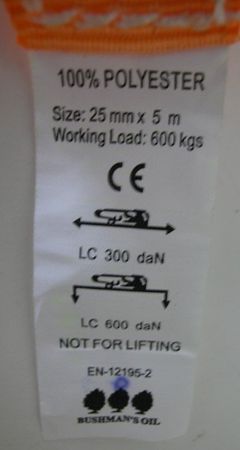 100% POLYESTER
Size: 25 mm x 5 m
Working Load: 600 kgs
CE
LC 300 daN
LC 600 daN
NOT FOR LIFTING
EN-12195-2
BUSHMAN'S OIL